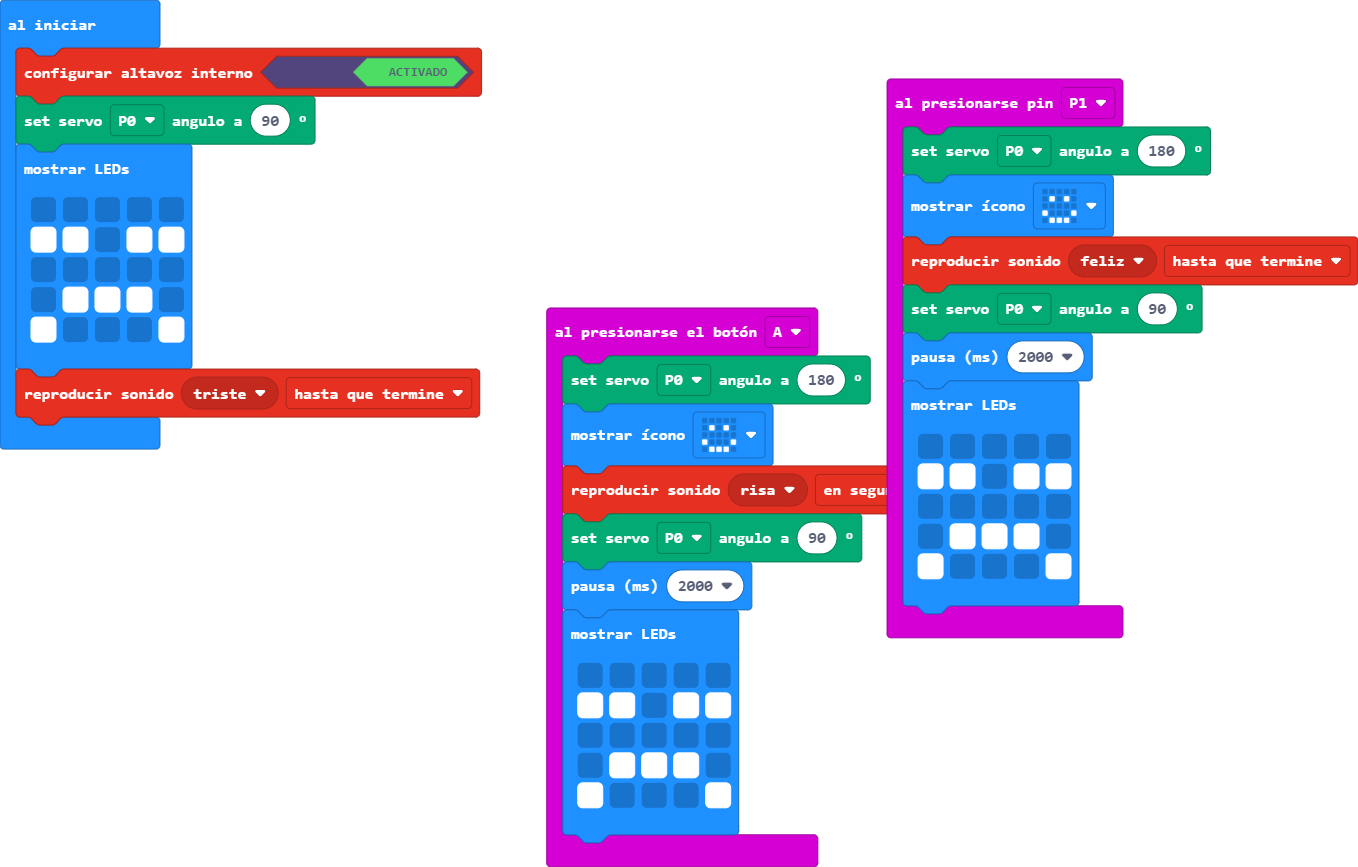 al iniciar
configurar altavoz interno ACTIVADO
set servo P0 angulo a 90 º
mostrar LEDs
reproducir sonido triste hasta que termine
al presionarse el botón A
set servo P0 angulo a 180 º
mostrar ícono
reproducir sonido risa en segu
set servo P0 angulo a 90 º
pausa (ms) 2000
mostrar LEDs
al presionarse pin P1
set servo P0 angulo a 180 º
mostrar ícono
reproducir sonido feliz hasta que termine
set servo P0 angulo a 90 º
pausa (ms) 2000
mostrar LEDs